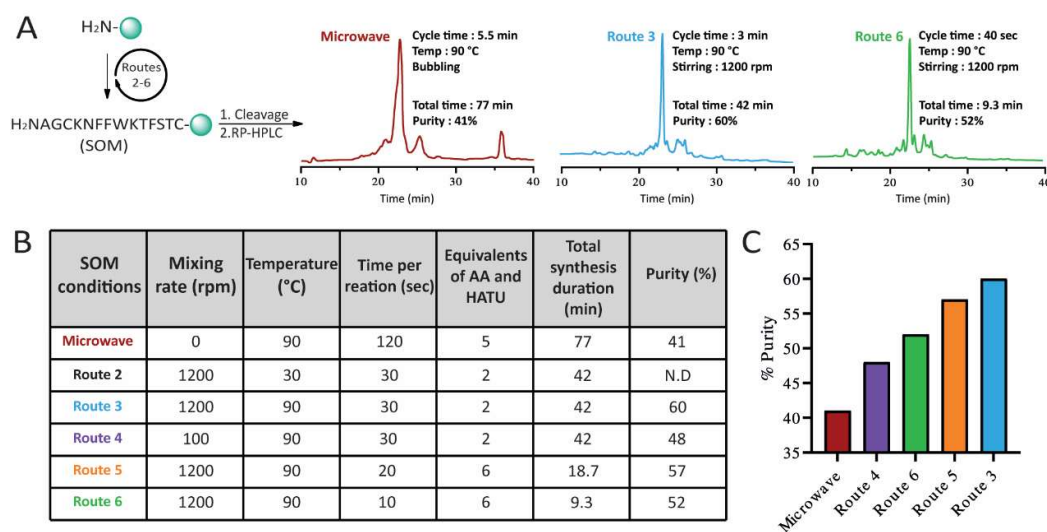 A
H₂N-
Routes
2-6
H₂NAGCKNFFWKTFSTC-
(SOM)
1. Cleavage
2.RP-HPLC
Microwave
Cycle time : 5.5 min
Temp : 90 °C
Bubbling
Total time : 77 min
Purity : 41%
10 20 30 40
Time (min)
Route 3
Cycle time : 3 min
Temp : 90 °C
Stirring : 1200 rpm
Total time : 42 min
Purity : 60%
10 20 30 40
Time (min)
Route 6
Cycle time : 40 sec
Temp : 90 °C
Stirring : 1200 rpm
Total time : 9.3 min
Purity : 52%
10 20 30 40
Time (min)
B
SOM conditions Mixing rate (rpm) Temperature (°C) Time per reation (sec) Equivalents of AA and HATU Total synthesis duration (min) Purity (%)
Microwave 0 90 120 5 77 41
Route 2 1200 30 30 2 42 N.D
Route 3 1200 90 30 2 42 60
Route 4 100 90 30 2 42 48
Route 5 1200 90 20 6 18.7 57
Route 6 1200 90 10 6 9.3 52
C
% Purity
65
60
55
50
45
40
35
Microwave Route 4 Route 6 Route 5 Route 3